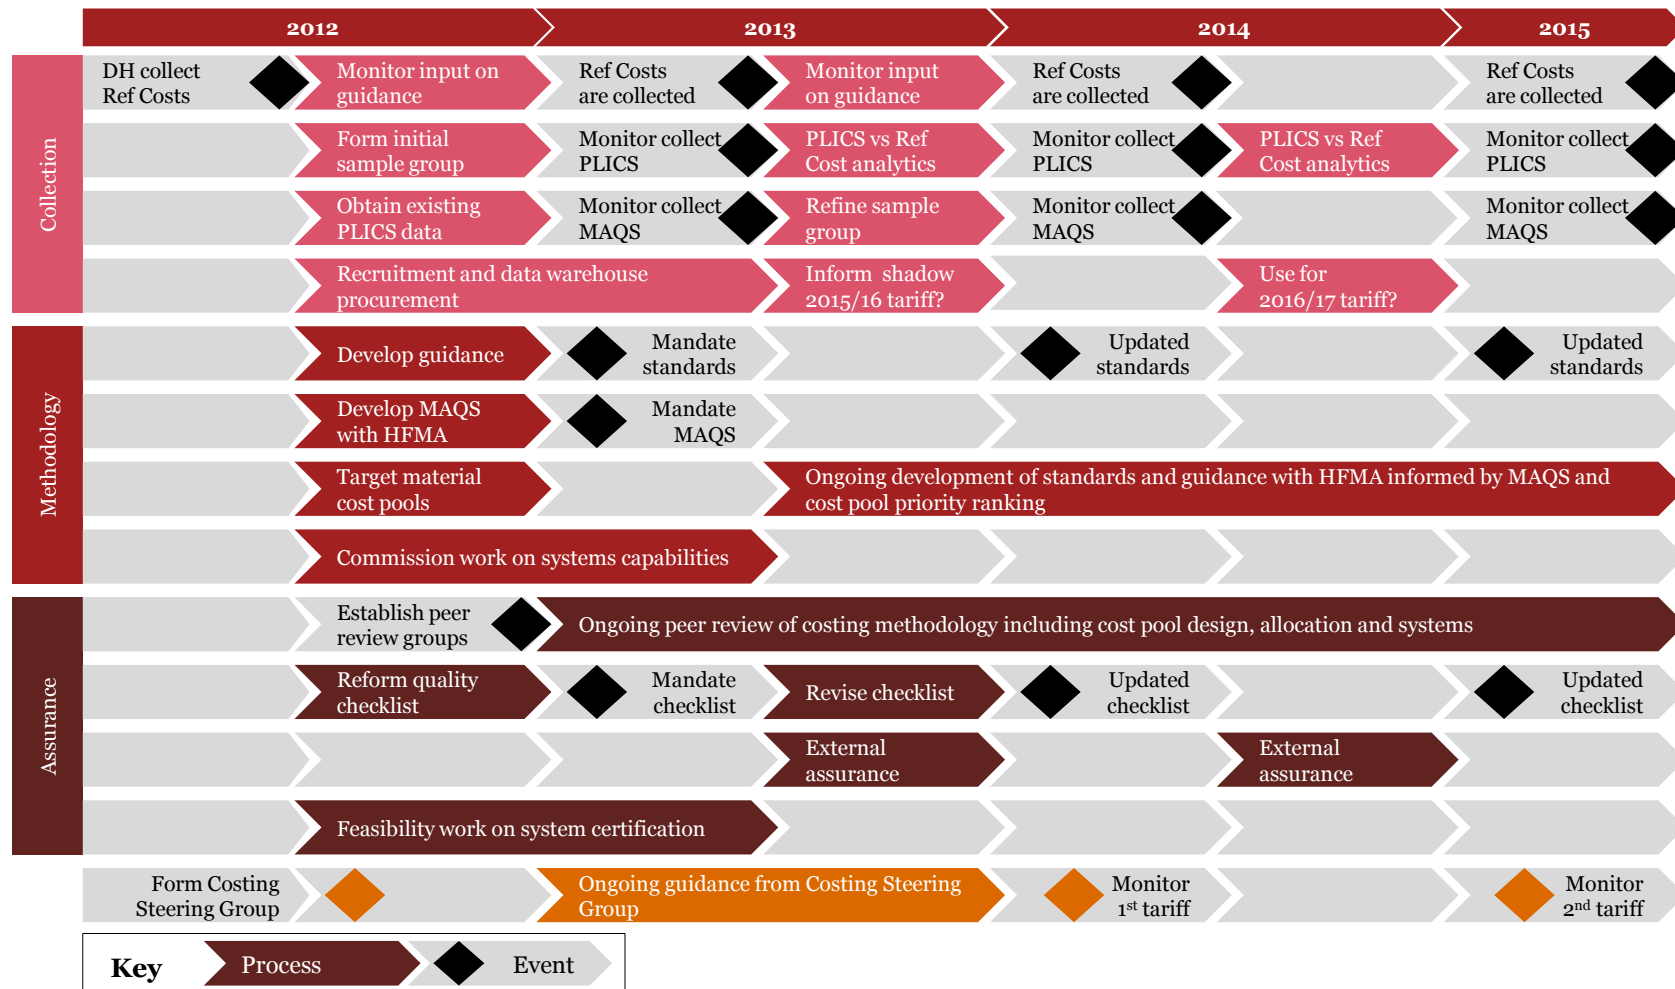 2012
2013
2014
2015
Collection
DH collect
Ref Costs
Monitor input on
guidance
Ref Costs
are collected
Monitor input
on guidance
Ref Costs
are collected
Ref Costs
are collected
Form initial
sample group
Monitor collect
PLICS
PLICS vs Ref
Cost analytics
Monitor collect
PLICS
PLICS vs Ref
Cost analytics
Monitor collect
PLICS
Obtain existing
PLICS data
Monitor collect
MAQS
Refine sample
group
Monitor collect
MAQS
Monitor collect
MAQS
Recruitment and data warehouse
procurement
Inform shadow
2015/16 tariff?
Use for
2016/17 tariff?
Methodology
Develop guidance
Mandate
standards
Updated
standards
Updated
standards
Develop MAQS
with HFMA
Mandate
MAQS
Target material
cost pools
Ongoing development of standards and guidance with HFMA informed by MAQS and
cost pool priority ranking
Commission work on systems capabilities
Assurance
Establish peer
review groups
Ongoing peer review of costing methodology including cost pool design, allocation and systems
Reform quality
checklist
Mandate
checklist
Revise checklist
Updated
checklist
Updated
checklist
External
assurance
External
assurance
Feasibility work on system certification
Form Costing
Steering Group
Ongoing guidance from Costing Steering
Group
Monitor
1st tariff
Monitor
2nd tariff
Key
Process
Event